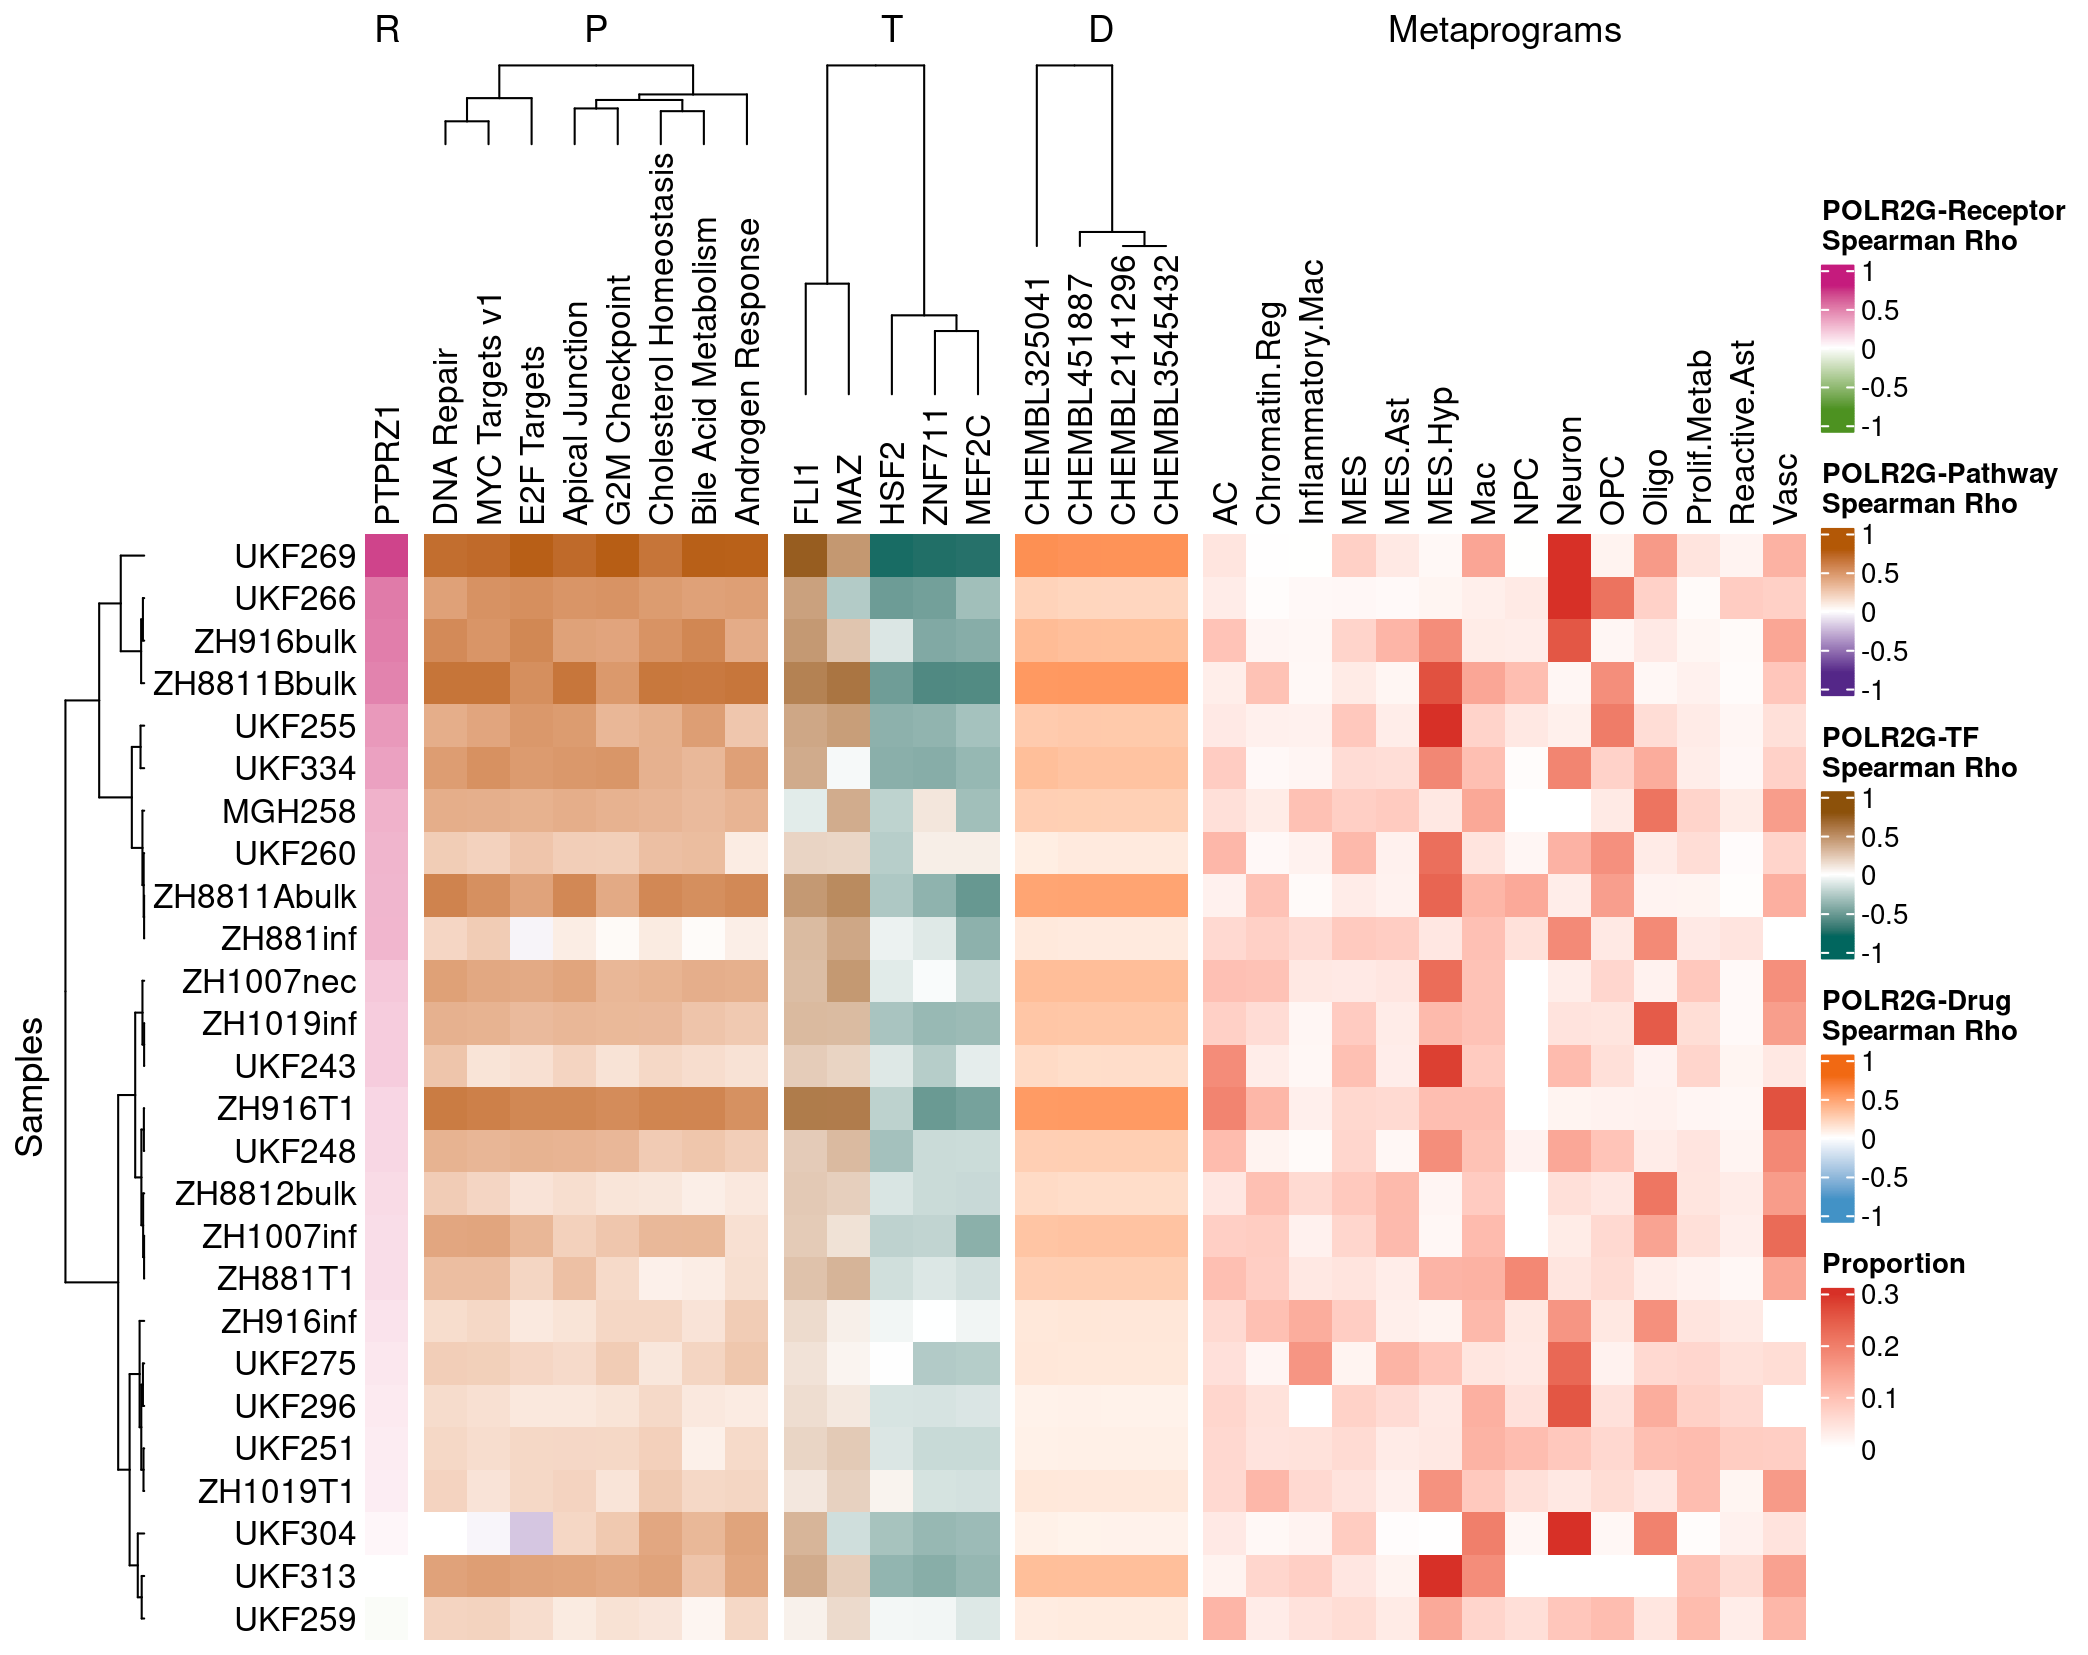 R
P
T
D
Metaprograms
PTPRZ1
DNA Repair
MYC Targets v1
E2F Targets
Apical Junction
G2M Checkpoint
Cholesterol Homeostasis
Bile Acid Metabolism
Androgen Response
FLI1
MAZ
HSF2
ZNF711
MEF2C
CHEMBL325041
CHEMBL451887
CHEMBL2141296
CHEMBL3545432
AC
Chromatin.Reg
Inflammatory.Mac
MES
MES.Ast
MES.Hyp
Mac
NPC
Neuron
OPC
Oligo
Prolif.Metab
Reactive.Ast
Vasc
Samples
UKF269
UKF266
ZH916bulk
ZH8811Bbulk
UKF255
UKF334
MGH258
UKF260
ZH8811Abulk
ZH881inf
ZH1007nec
ZH1019inf
UKF243
ZH916T1
UKF248
ZH8812bulk
ZH1007inf
ZH881T1
ZH916inf
UKF275
UKF296
UKF251
ZH1019T1
UKF304
UKF313
UKF259
POLR2G-Receptor
Spearman Rho
1
0.5
0
-0.5
-1
POLR2G-Pathway
Spearman Rho
1
0.5
0
-0.5
-1
POLR2G-TF
Spearman Rho
1
0.5
0
-0.5
-1
POLR2G-Drug
Spearman Rho
1
0.5
0
-0.5
-1
Proportion
0.3
0.2
0.1
0